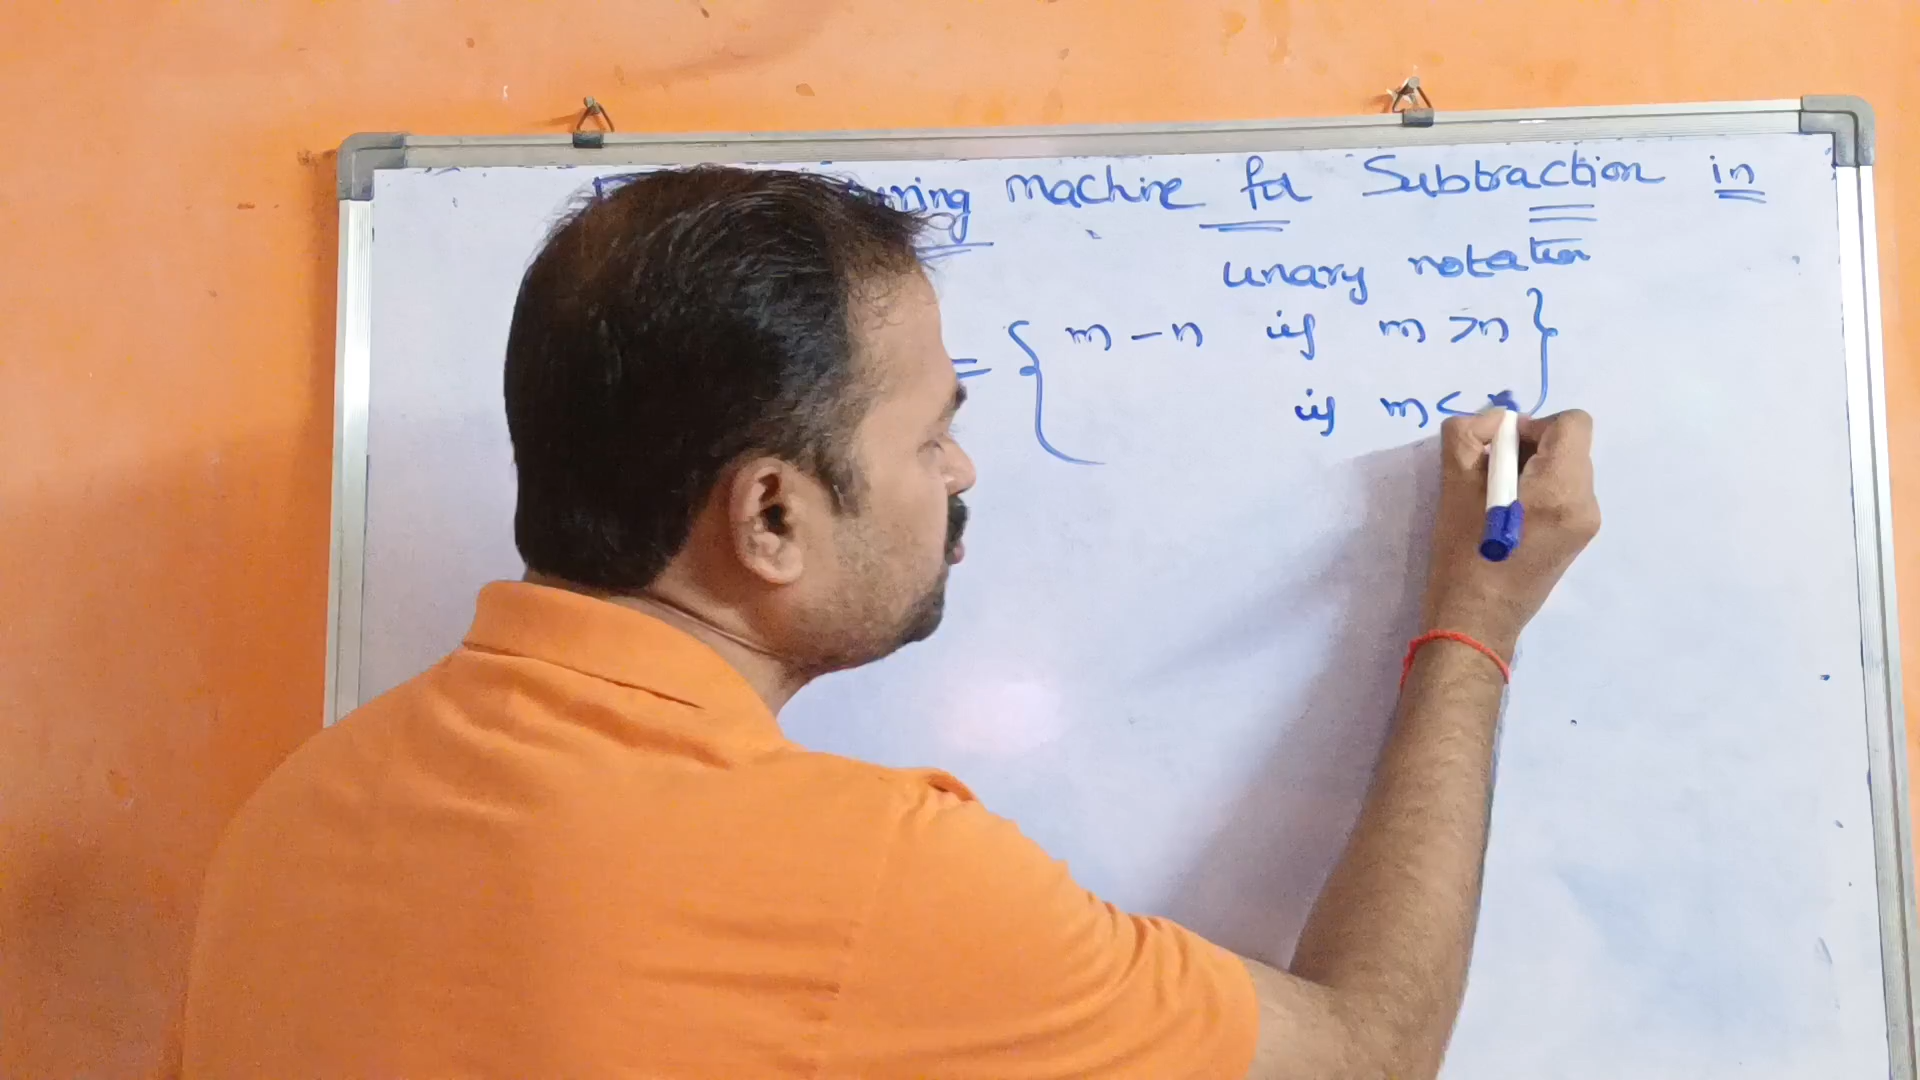 machine for Subtraction in
unary notation
= { m - n if m > n }
if m <